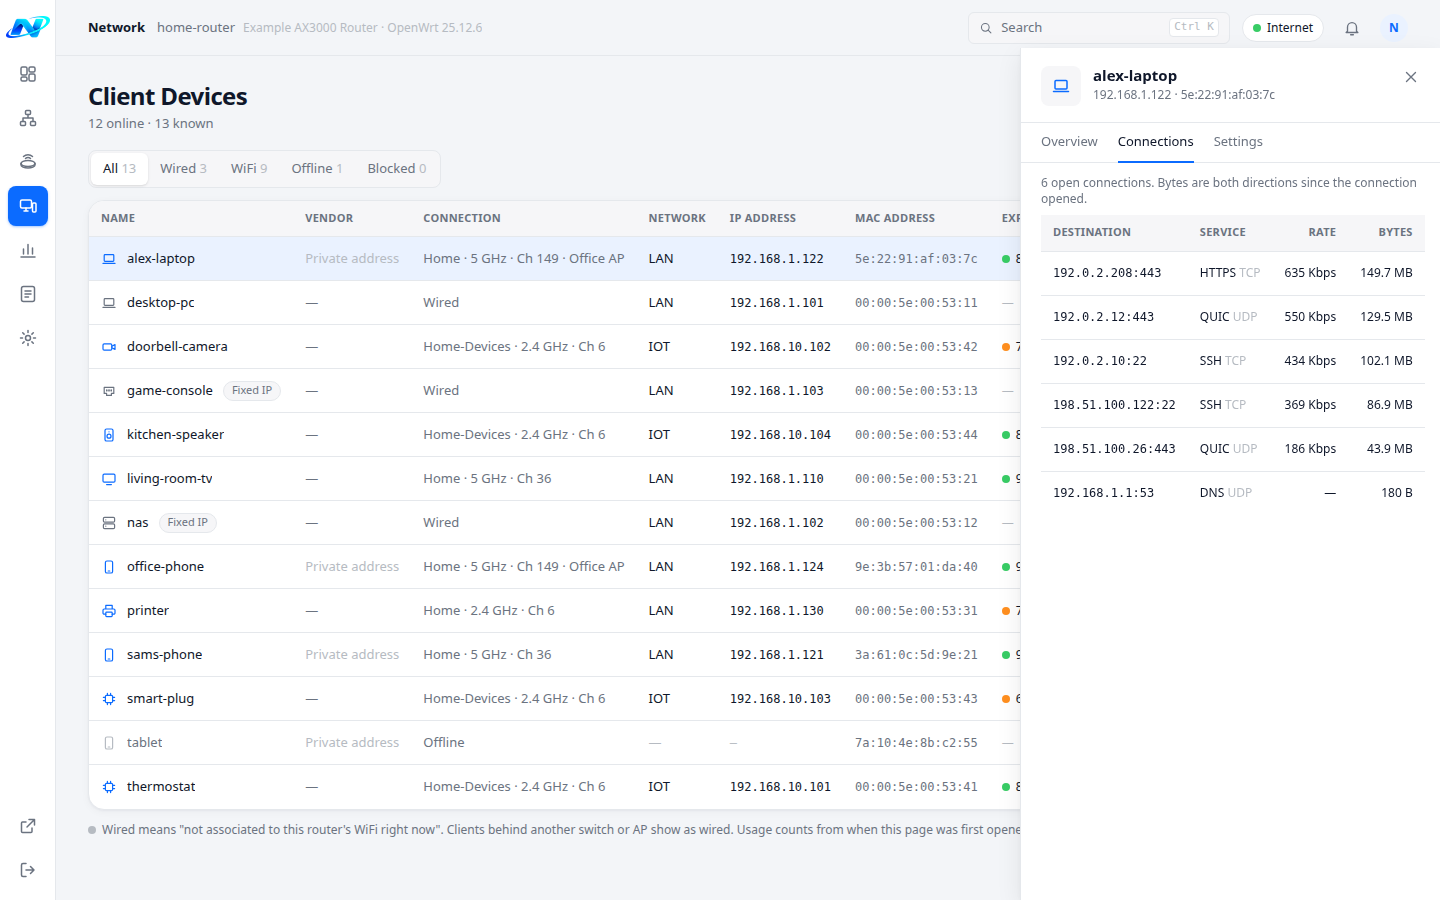 Network home-router Example AX3000 Router · OpenWrt 25.12.6 Search Ctrl K Internet N
Client Devices
12 online · 13 known
All 13 Wired 3 WiFi 9 Offline 1 Blocked 0
NAME VENDOR CONNECTION NETWORK IP ADDRESS MAC ADDRESS
alex-laptop Private address Home · 5 GHz · Ch 149 · Office AP LAN 192.168.1.122 5e:22:91:af:03:7c
desktop-pc — Wired LAN 192.168.1.101 00:00:5e:00:53:11 —
doorbell-camera — Home-Devices · 2.4 GHz · Ch 6 IOT 192.168.10.102 00:00:5e:00:53:42
game-console Fixed IP — Wired LAN 192.168.1.103 00:00:5e:00:53:13 —
kitchen-speaker — Home-Devices · 2.4 GHz · Ch 6 IOT 192.168.10.104 00:00:5e:00:53:44
living-room-tv — Home · 5 GHz · Ch 36 LAN 192.168.1.110 00:00:5e:00:53:21
nas Fixed IP — Wired LAN 192.168.1.102 00:00:5e:00:53:12 —
office-phone Private address Home · 5 GHz · Ch 149 · Office AP LAN 192.168.1.124 9e:3b:57:01:da:40
printer — Home · 2.4 GHz · Ch 6 LAN 192.168.1.130 00:00:5e:00:53:31
sams-phone Private address Home · 5 GHz · Ch 36 LAN 192.168.1.121 3a:61:0c:5d:9e:21
smart-plug — Home-Devices · 2.4 GHz · Ch 6 IOT 192.168.10.103 00:00:5e:00:53:43
tablet Private address Offline — – 7a:10:4e:8b:c2:55 —
thermostat — Home-Devices · 2.4 GHz · Ch 6 IOT 192.168.10.101 00:00:5e:00:53:41
Wired means "not associated to this router's WiFi right now". Clients behind another switch or AP show as wired. Usage counts from when this page was first
alex-laptop
192.168.1.122 · 5e:22:91:af:03:7c
Overview Connections Settings
6 open connections. Bytes are both directions since the connection
opened.
DESTINATION SERVICE RATE BYTES
192.0.2.208:443 HTTPS TCP 635 Kbps 149.7 MB
192.0.2.12:443 QUIC UDP 550 Kbps 129.5 MB
192.0.2.10:22 SSH TCP 434 Kbps 102.1 MB
198.51.100.122:22 SSH TCP 369 Kbps 86.9 MB
198.51.100.26:443 QUIC UDP 186 Kbps 43.9 MB
192.168.1.1:53 DNS UDP — 180 B